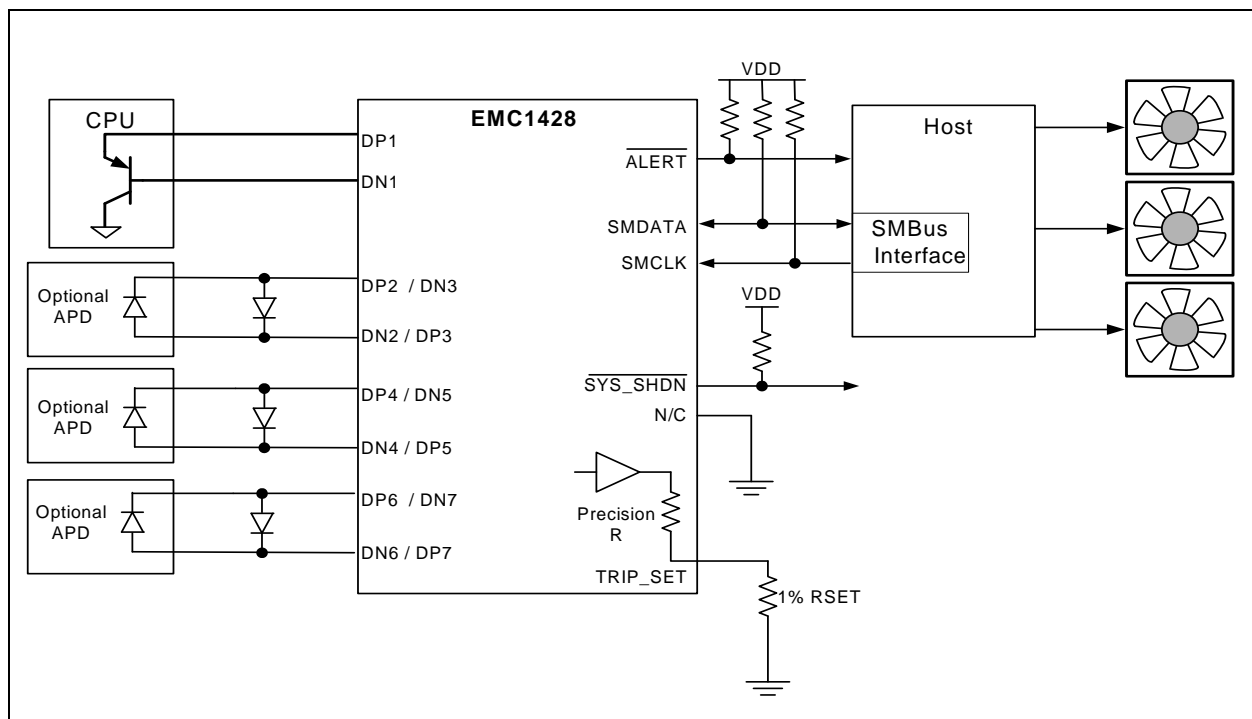 CPU
EMC1428
DP1
DN1
Optional
APD
DP2 / DN3
DN2 / DP3
Optional
APD
DP4 / DN5
DN4 / DP5
Optional
APD
DP6 / DN7
DN6 / DP7
ALERT
SMDATA
SMCLK
SYS_SHDN
N/C
Precision
R
TRIP_SET
VDD
VDD
1% RSET
Host
SMBus
Interface